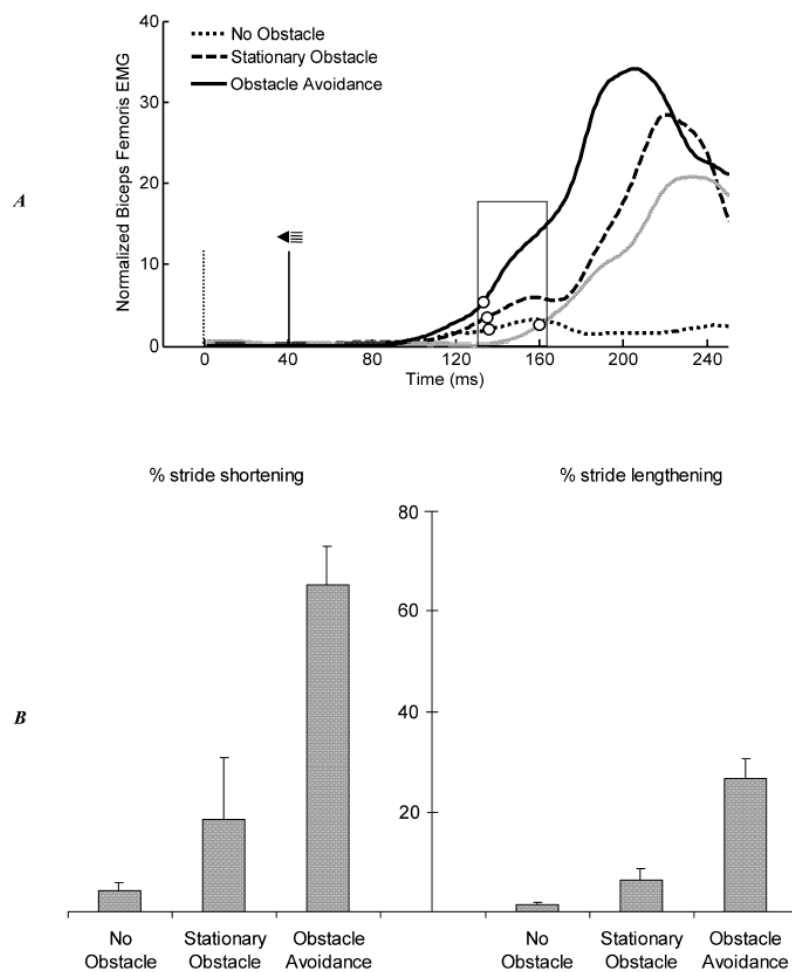 No Obstacle
Stationary Obstacle
Obstacle Avoidance
Normalized Biceps Femoris EMG
40
30
20
10
0
A
0 40 80 120 160 200 240
Time (ms)
% stride shortening % stride lengthening
80
60
40
20
B
No Obstacle
Stationary Obstacle
Obstacle Avoidance
No Obstacle
Stationary Obstacle
Obstacle Avoidance